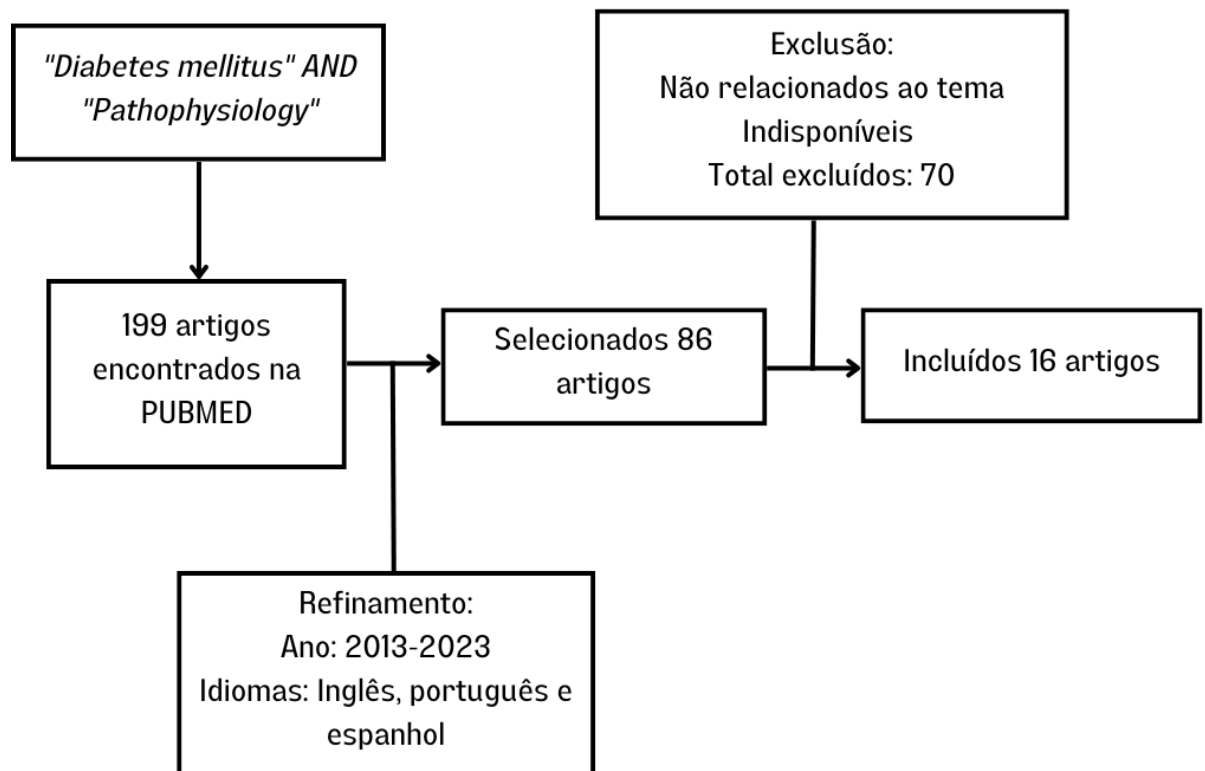 "Diabetes mellitus" AND
"Pathophysiology"
199 artigos
encontrados na
PUBMED
Refinamento:
Ano: 2013-2023
Idiomas: Inglês, português e
espanhol
Selecionados 86
artigos
Exclusão:
Não relacionados ao tema
Indisponíveis
Total excluídos: 70
Incluídos 16 artigos